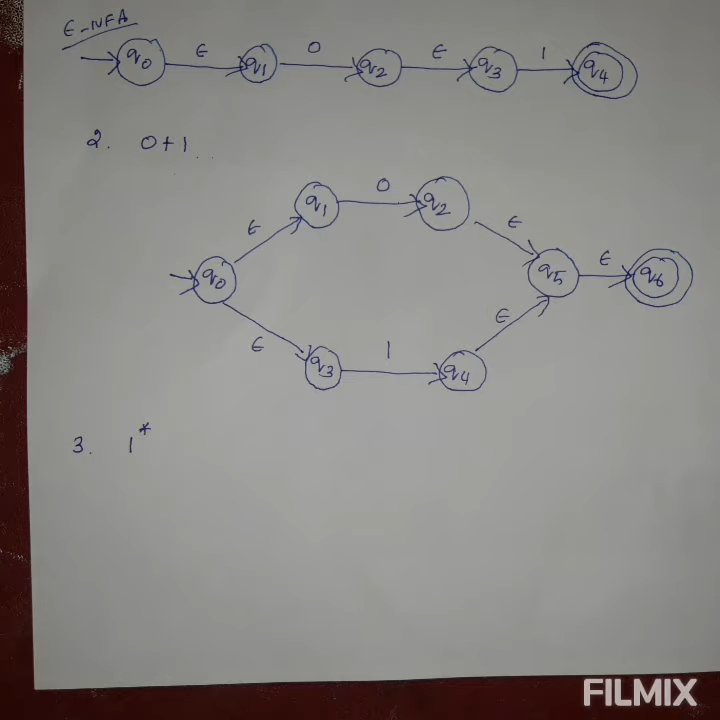 ϵ-NFA
q0 ϵ q1 0 q2 ϵ q3 1 q4
2. 0+1..
q1 0 q2
ϵ ϵ
q0 q5 ϵ q6
ϵ ϵ
q3 1 q4
3. 1*
FILMIX